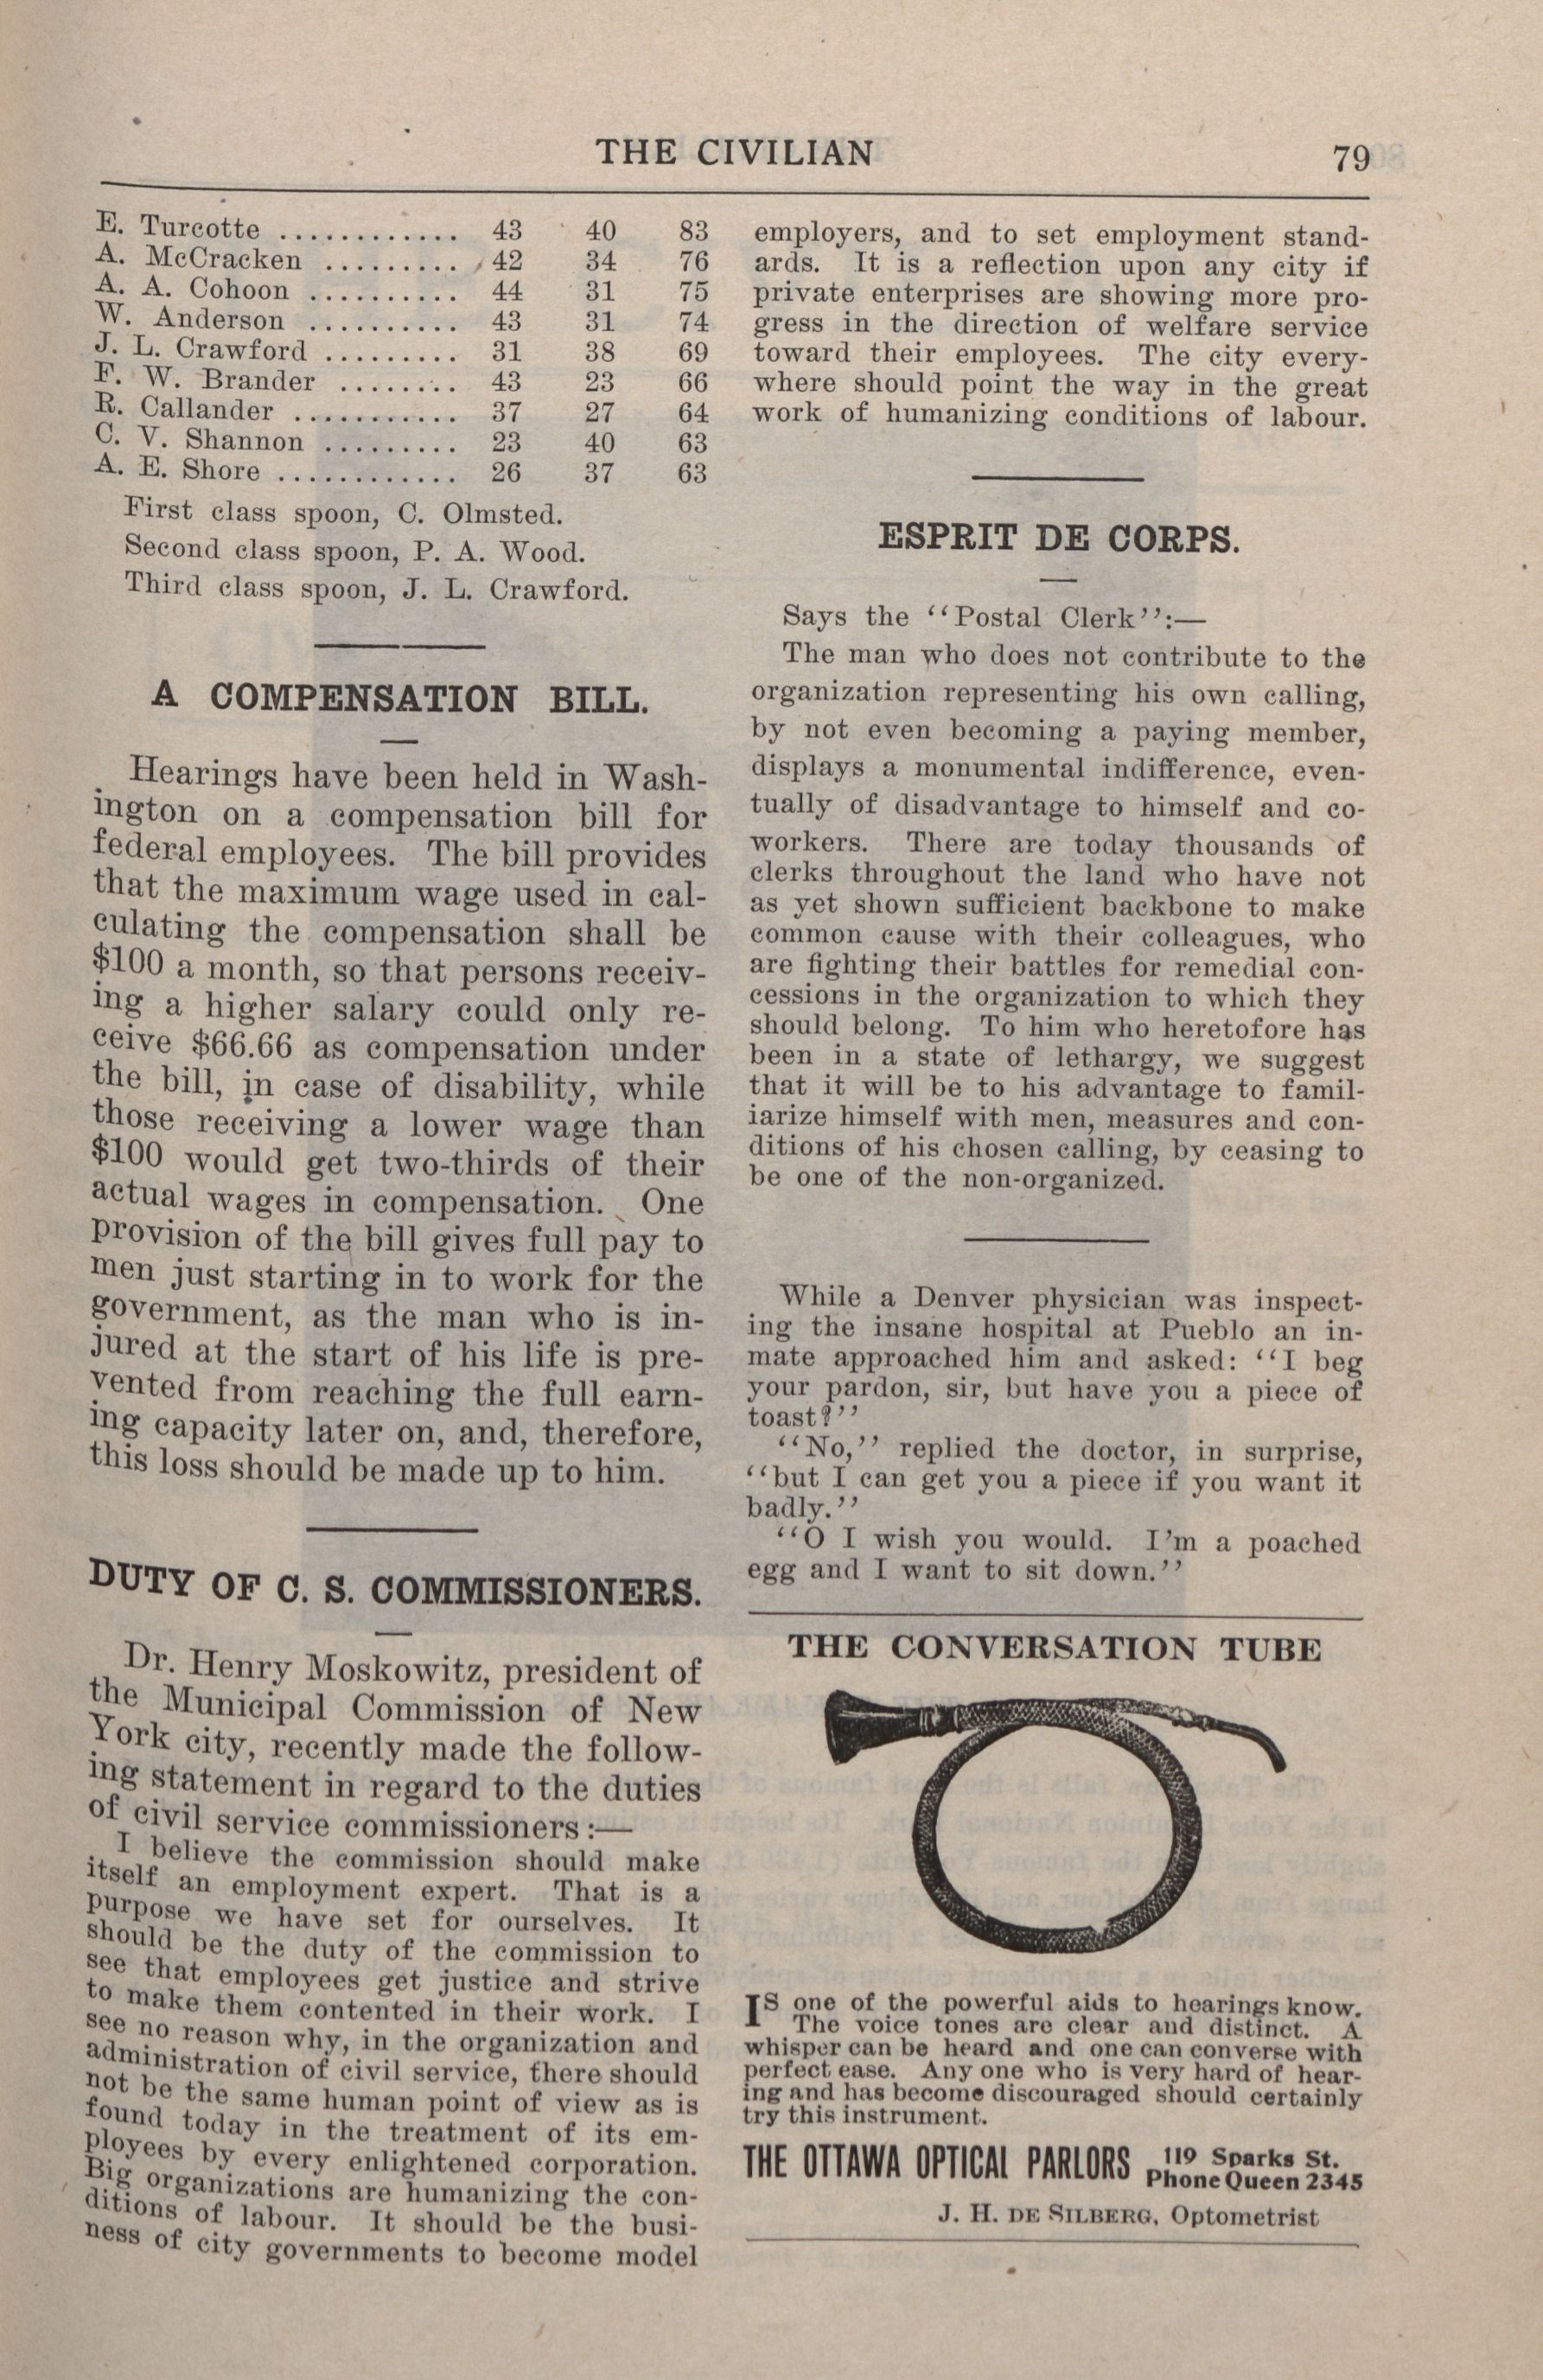 THE CIVILIAN
79
E. Turcotte ............ 43 40 83
A. McCracken ......... 42 34 76
A. A. Cohoon .......... 44 31 75
W. Anderson .......... 43 31 74
J. L. Crawford ......... 31 38 69
F. W. Brander ........ 43 23 66
R. Callander ........... 37 27 64
C. V. Shannon ......... 23 40 63
A. E. Shore ............ 26 37 63
First class spoon, C. Olmsted.
Second class spoon, P. A. Wood.
Third class spoon, J. L. Crawford.
A COMPENSATION BILL.
Hearings have been held in Wash-
ington on a compensation bill for
federal employees. The bill provides
that the maximum wage used in cal-
culating the compensation shall be
$100 a month, so that persons receiv-
ing a higher salary could only re-
ceive $66.66 as compensation under
the bill, in case of disability, while
those receiving a lower wage than
$100 would get two-thirds of their
actual wages in compensation. One
provision of the bill gives full pay to
men just starting in to work for the
government, as the man who is in-
jured at the start of his life is pre-
vented from reaching the full earn-
ing capacity later on, and, therefore,
this loss should be made up to him.
DUTY OF C. S. COMMISSIONERS.
Dr. Henry Moskowitz, president of
the Municipal Commission of New
York city, recently made the follow-
ing statement in regard to the duties
of civil service commissioners:—
I believe the commission should make
itself an employment expert. That is a
purpose we have set for ourselves. It
should be the duty of the commission to
see that employees get justice and strive
to make them contented in their work. I
see no reason why, in the organization and
administration of civil service, there should
not be the same human point of view as is
found today in the treatment of its em-
ployees by every enlightened corporation.
Big organizations are humanizing the con-
ditions of labour. It should be the busi-
ness of city governments to become model
employers, and to set employment stand-
ards. It is a reflection upon any city if
private enterprises are showing more pro-
gress in the direction of welfare service
toward their employees. The city every-
where should point the way in the great
work of humanizing conditions of labour.
ESPRIT DE CORPS.
Says the "Postal Clerk":—
The man who does not contribute to the
organization representing his own calling,
by not even becoming a paying member,
displays a monumental indifference, even-
tually of disadvantage to himself and co-
workers. There are today thousands of
clerks throughout the land who have not
as yet shown sufficient backbone to make
common cause with their colleagues, who
are fighting their battles for remedial con-
cessions in the organization to which they
should belong. To him who heretofore has
been in a state of lethargy, we suggest
that it will be to his advantage to famil-
iarize himself with men, measures and con-
ditions of his chosen calling, by ceasing to
be one of the non-organized.
While a Denver physician was inspect-
ing the insane hospital at Pueblo an in-
mate approached him and asked: "I beg
your pardon, sir, but have you a piece of
toast?"
"No," replied the doctor, in surprise,
"but I can get you a piece if you want it
badly."
"O I wish you would. I'm a poached
egg and I want to sit down."
THE CONVERSATION TUBE
IS one of the powerful aids to hearings know.
The voice tones are clear and distinct. A
whisper can be heard and one can converse with
perfect ease. Any one who is very hard of hear-
ing and has become discouraged should certainly
try this instrument.
THE OTTAWA OPTICAL PARLORS 119 Sparks St.
Phone Queen 2345
J. H. DE SILBERG, Optometrist